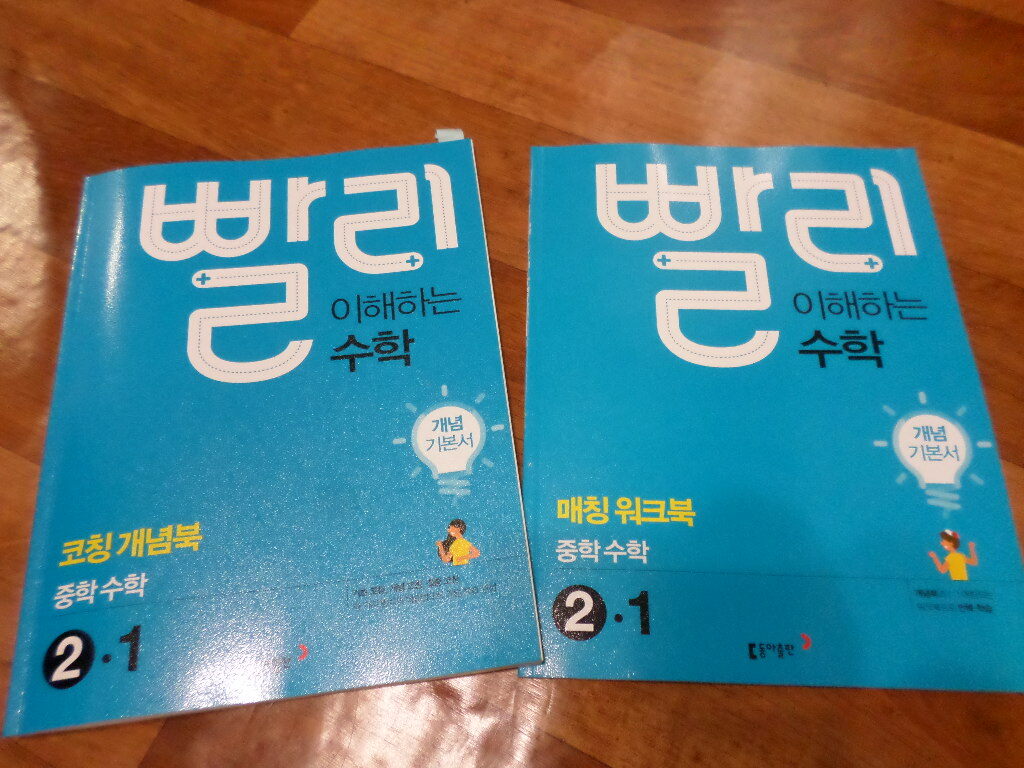 빨리
이해하는
수학
개념
기본서
코칭 개념북
중학 수학
2·1
빨리
이해하는
수학
개념
기본서
매칭 워크북
중학 수학
2·1
동아출판